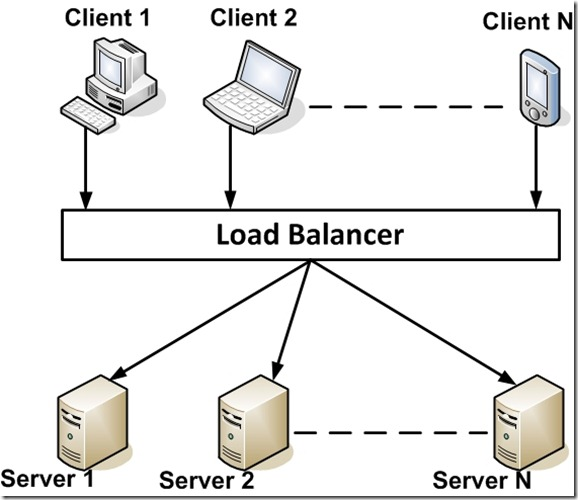 Client 1
Client 2
Client N
Load Balancer
Server 1
Server 2
Server N